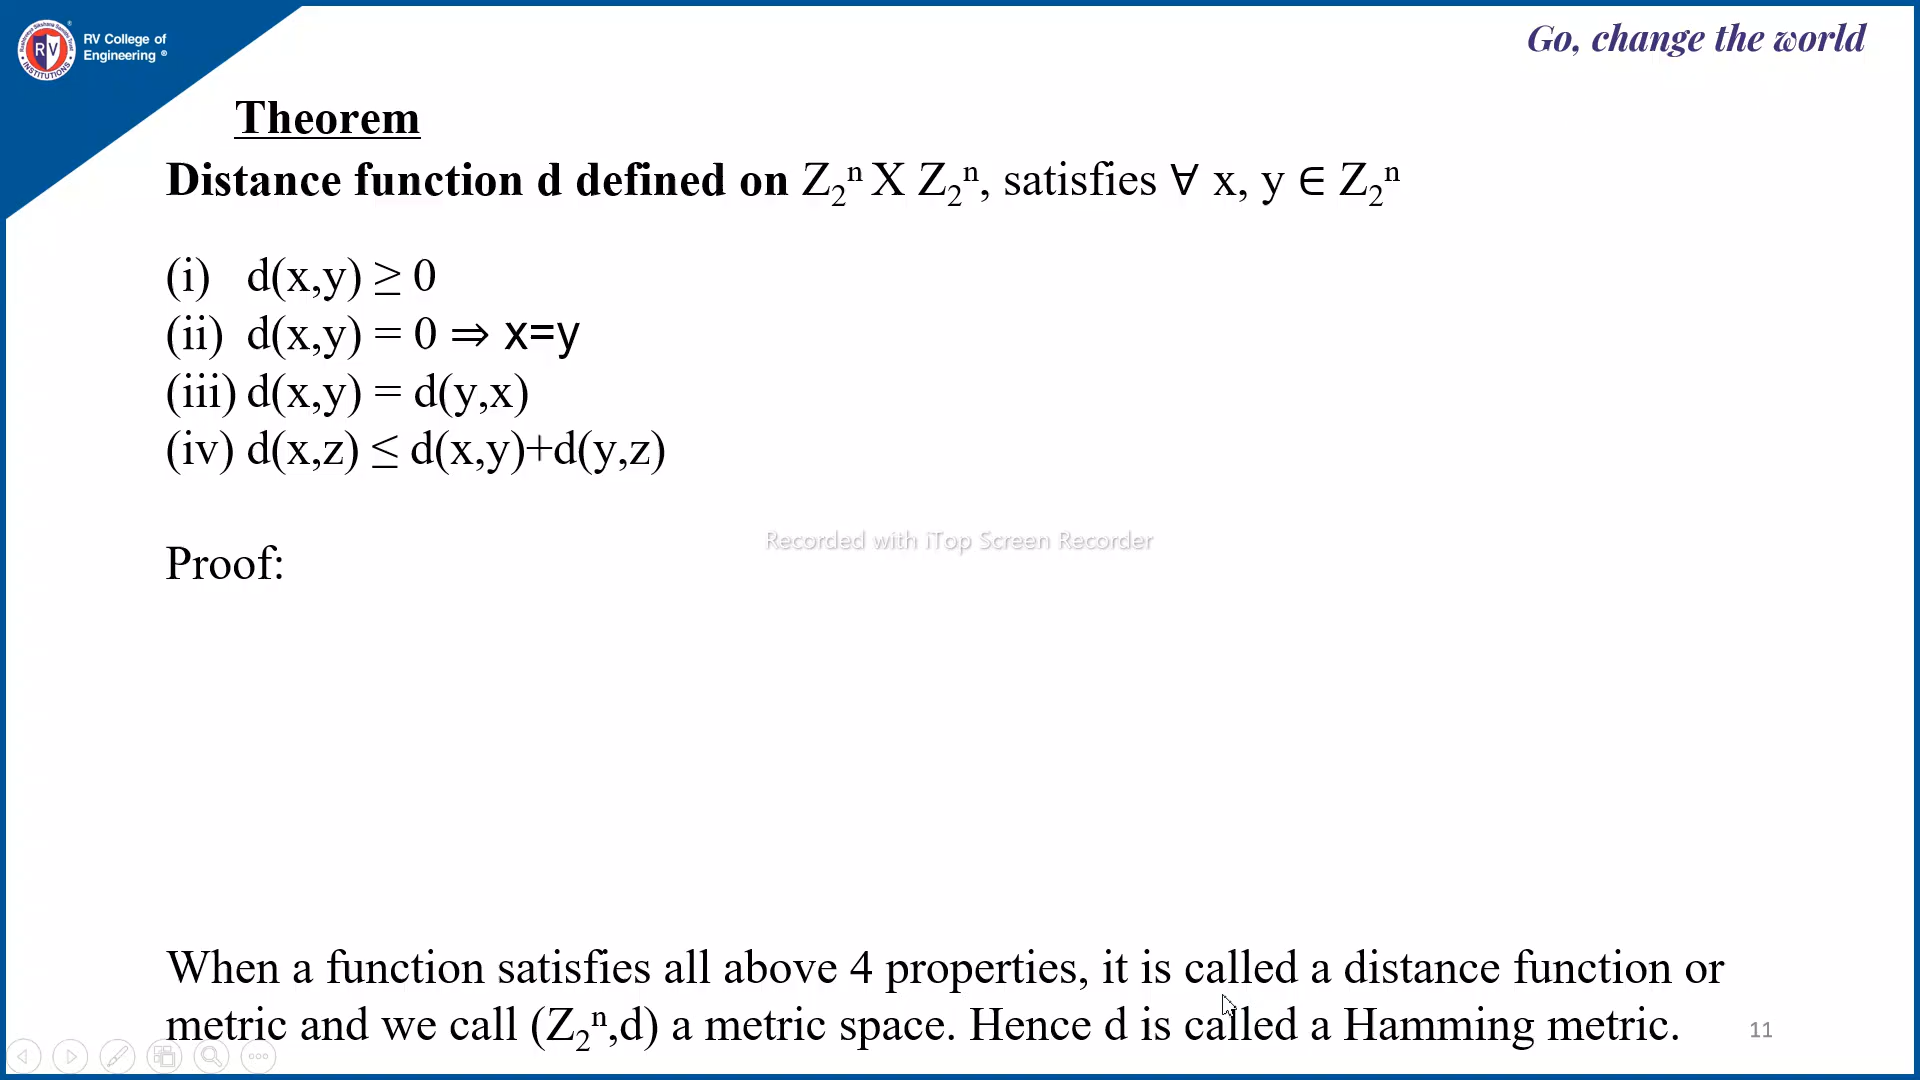 RV College of
Engineering ®
Go, change the world
Theorem
Distance function d defined on Z₂ⁿ X Z₂ⁿ, satisfies ∀ x, y ∈ Z₂ⁿ
(i) d(x,y) ≥ 0
(ii) d(x,y) = 0 ⇒ x=y
(iii) d(x,y) = d(y,x)
(iv) d(x,z) ≤ d(x,y)+d(y,z)
Recorded with iTop Screen Recorder
Proof:
When a function satisfies all above 4 properties, it is called a distance function or
metric and we call (Z₂ⁿ,d) a metric space. Hence d is called a Hamming metric.
11
RV
INSTITUTIONS